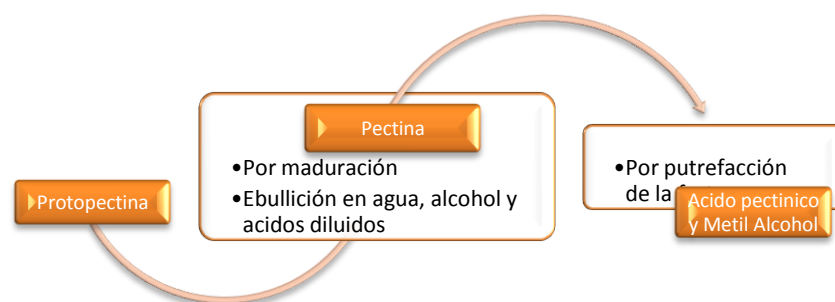 Protopectina
Pectina
•Por maduración
•Ebullición en agua, alcohol y
acidos diluidos
•Por putrefacción
de la
Acido pectinico
y Metil Alcohol